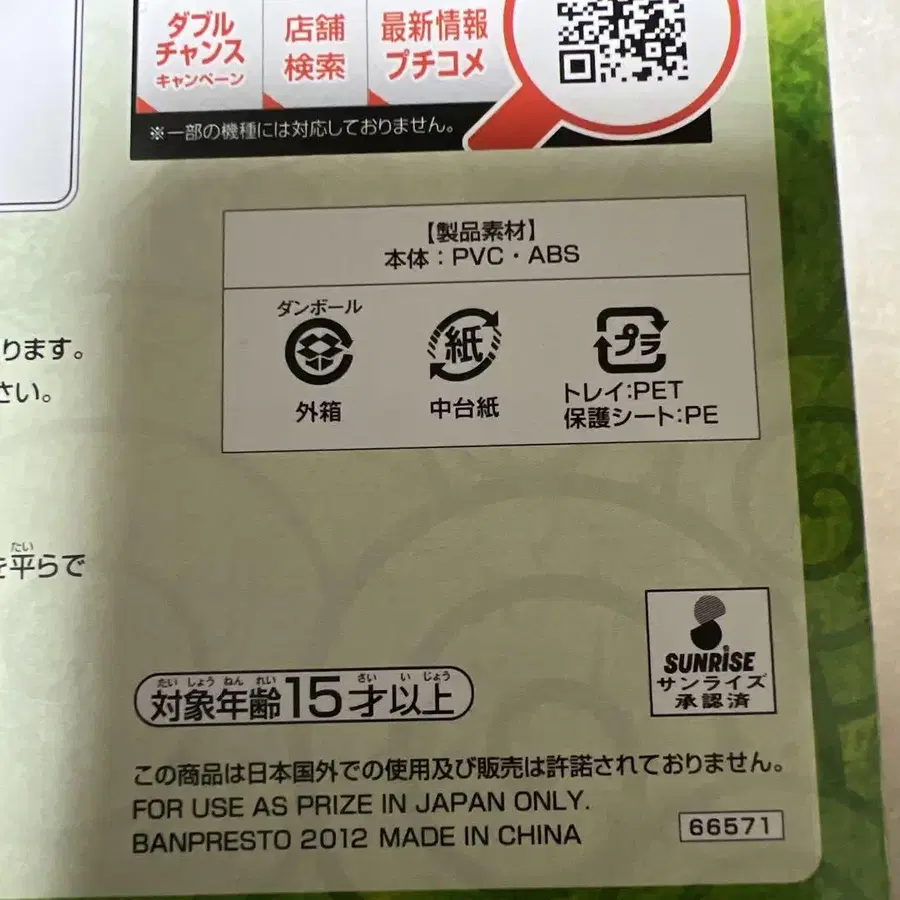 ダブル
チャンス
キャンペーン
店舗
検索
最新情報
プチコメ
※一部の機種には対応しておりません。
【製品素材】
本体：PVC・ABS
ダンボール
外箱
紙
中台紙
プラ
トレイ:PET
保護シート:PE
ります。
さい。
たい
を平らで
SUNRISE
サンライズ
承認済
たい しょう ねん れい さい い じょう
対象年齢15才以上
この商品は日本国外での使用及び販売は許諾されておりません。
FOR USE AS PRIZE IN JAPAN ONLY.
BANPRESTO 2012 MADE IN CHINA
66571